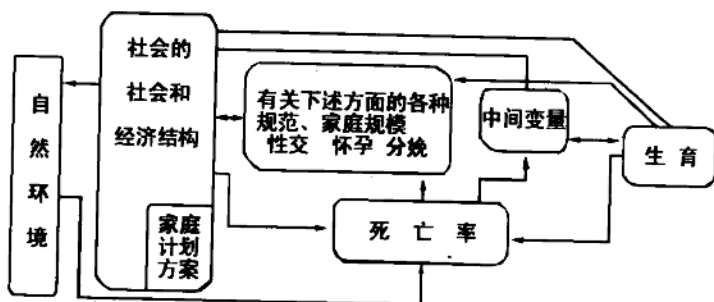 自然环境
社会的
社会和
经济结构
家庭
计划
方案
有关下述方面的各种
规范、家庭规模
性交 怀孕 分娩
中间变量
生育
死亡率